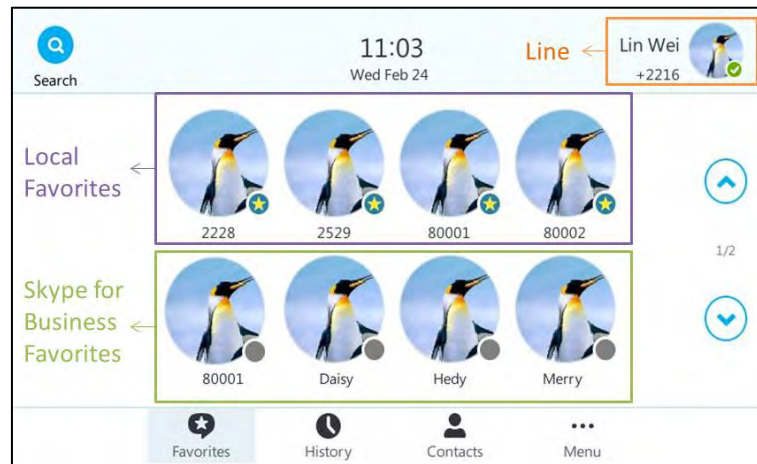 Search
11:03
Wed Feb 24
Line
Lin Wei
+2216
Local
Favorites
2228
2529
80001
80002
1/2
Skype for
Business
Favorites
80001
Daisy
Hedy
Merry
Favorites
History
Contacts
Menu